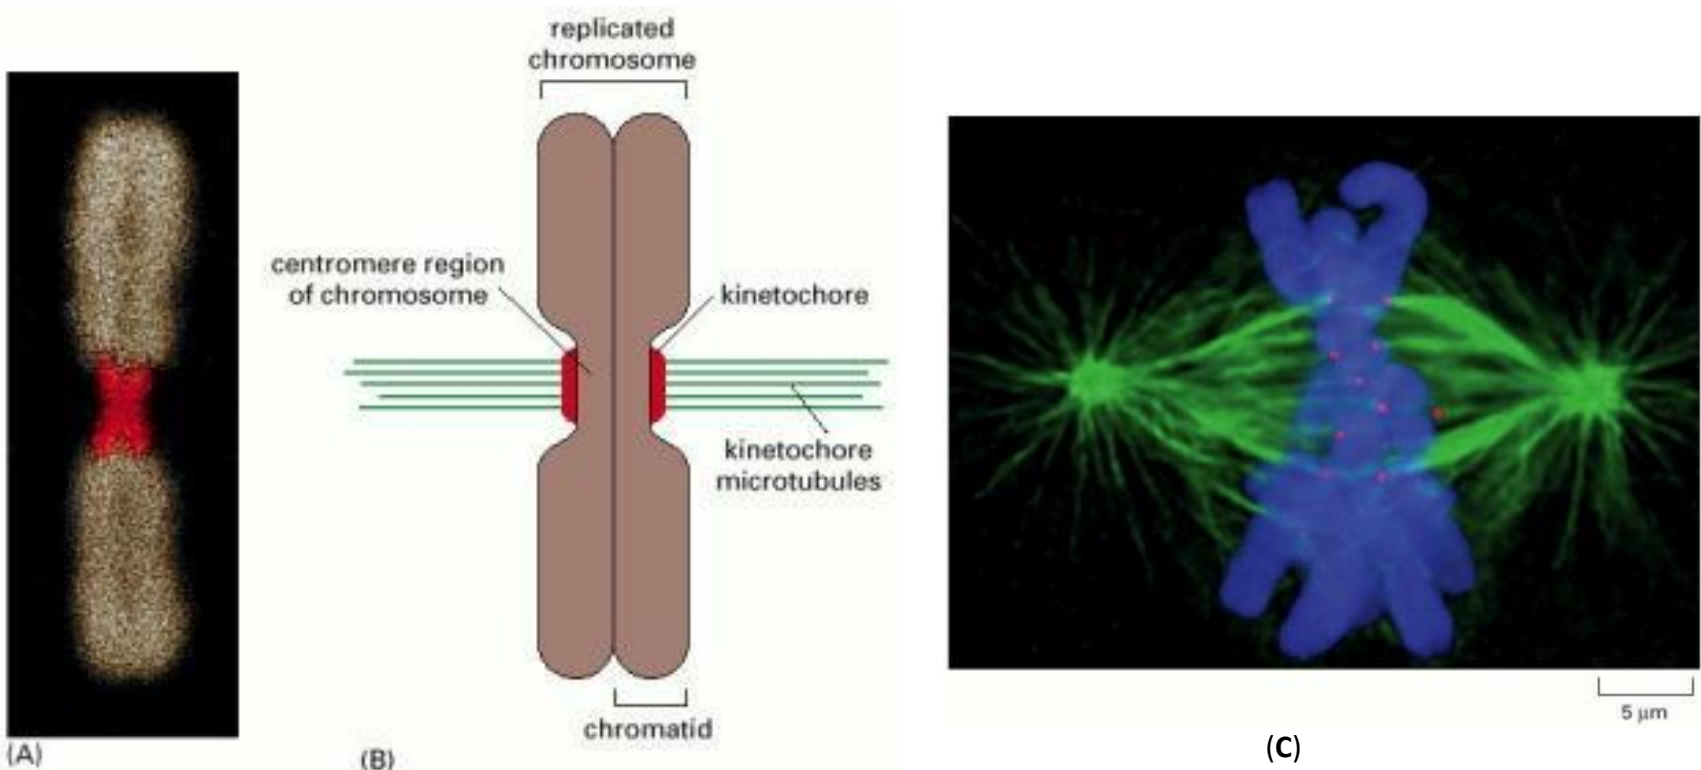 replicated
chromosome
centromere region
of chromosome
kinetochore
kinetochore
microtubules
chromatid
5 μm
(A)
(B)
(C)